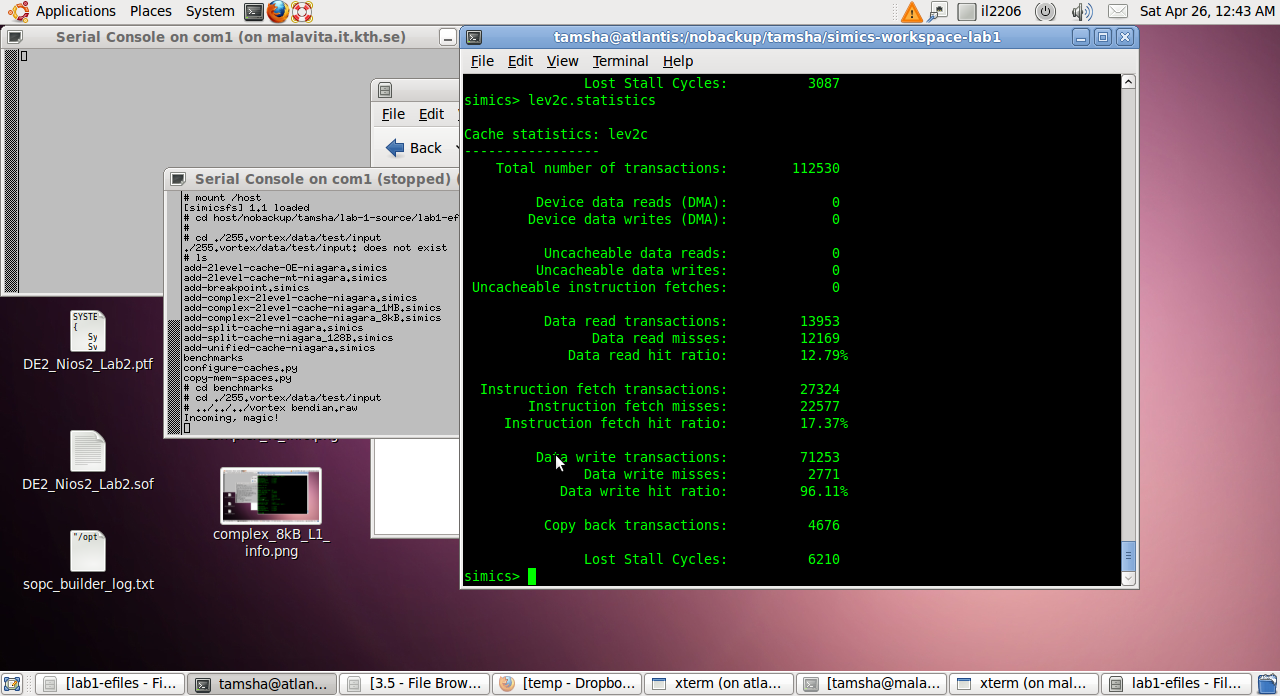 Applications Places System
il2206
Sat Apr 26, 12:43 AM
Serial Console on com1 (on malavita.it.kth.se)
File Edit
Back
Serial Console on com1 (stopped) (
# mount /host
[simicsfs] 1.1 loaded
# cd host/nobackup/tamsha/lab-1-source/lab1-ef
#
# cd ./255.vortex/data/test/input
./255.vortex/data/test/input: does not exist
# ls
add-2level-cache-OE-niagara.simics
add-2level-cache-mt-niagara.simics
add-breakpoint.simics
add-complex-2level-cache-niagara.simics
add-complex-2level-cache-niagara_1MB.simics
add-complex-2level-cache-niagara_8kB.simics
add-split-cache-niagara.simics
add-split-cache-niagara_128B.simics
add-unified-cache-niagara.simics
benchmarks
configure-caches.py
copy-mem-spaces.py
# cd benchmarks
# cd ./255.vortex/data/test/input
# ../../../vortex bendian.raw
Incoming, magic!
tamsha@atlantis:/nobackup/tamsha/simics-workspace-lab1
File Edit View Terminal Help
Lost Stall Cycles: 3087
simics> lev2c.statistics
Cache statistics: lev2c
-----------------
Total number of transactions: 112530
Device data reads (DMA): 0
Device data writes (DMA): 0
Uncacheable data reads: 0
Uncacheable data writes: 0
Uncacheable instruction fetches: 0
Data read transactions: 13953
Data read misses: 12169
Data read hit ratio: 12.79%
Instruction fetch transactions: 27324
Instruction fetch misses: 22577
Instruction fetch hit ratio: 17.37%
Data write transactions: 71253
Data write misses: 2771
Data write hit ratio: 96.11%
Copy back transactions: 4676
Lost Stall Cycles: 6210
simics>
SYSTE
{
Sy
Sv
DE2_Nios2_Lab2.ptf
DE2_Nios2_Lab2.sof
"/opt
sopc_builder_log.txt
complex_8kB_L1_
info.png
[lab1-efiles - Fi...
tamsha@atlan...
[3.5 - File Brow...
[temp - Dropbo...
xterm (on atla...
[tamsha@mala...
xterm (on mal...
lab1-efiles - Fil...